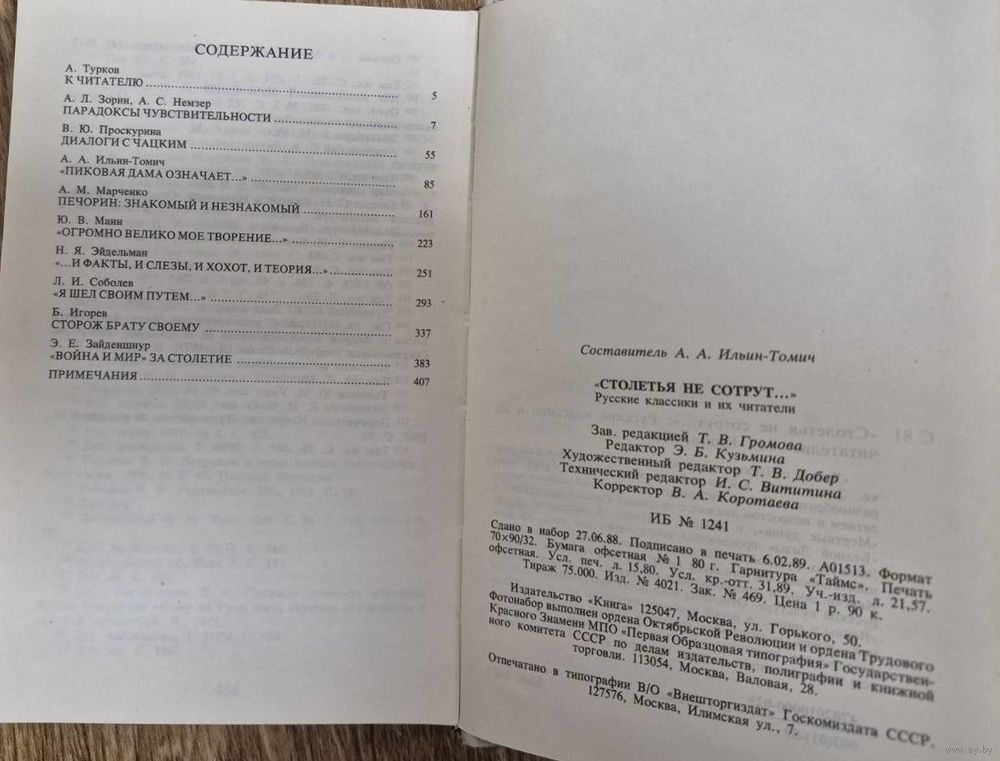 СОДЕРЖАНИЕ
А. Турков
К ЧИТАТЕЛЮ 5
А. Л. Зорин, А. С. Немзер
ПАРАДОКСЫ ЧУВСТВИТЕЛЬНОСТИ 7
В. Ю. Проскурина
ДИАЛОГИ С ЧАЦКИМ 55
А. А. Ильин-Томич
«ПИКОВАЯ ДАМА ОЗНАЧАЕТ...» 85
А. М. Марченко
ПЕЧОРИН: ЗНАКОМЫЙ И НЕЗНАКОМЫЙ 161
Ю. В. Манн
«ОГРОМНО ВЕЛИКО МОЕ ТВОРЕНИЕ...» 223
Н. Я. Эйдельман
«...И ФАКТЫ, И СЛЕЗЫ, И ХОХОТ, И ТЕОРИЯ...» 251
Л. И. Соболев
«Я ШЕЛ СВОИМ ПУТЕМ...» 293
Б. Игорев
СТОРОЖ БРАТУ СВОЕМУ 337
Э. Е. Зайденшнур
«ВОЙНА И МИР» ЗА СТОЛЕТИЕ 383
ПРИМЕЧАНИЯ 407
Составитель А. А. Ильин-Томич
«СТОЛЕТЬЯ НЕ СОТРУТ...»
Русские классики и их читатели
Зав. редакцией Т. В. Громова
Редактор Э. Б. Кузьмина
Художественный редактор Т. В. Добер
Технический редактор И. С. Витит­ина
Корректор В. А. Коротаева
ИБ № 1241
Сдано в набор 27.06.88. Подписано в печать 6.02.89. А01513. Формат
70×90/32. Бумага офсетная № 1 80 г. Гарнитура «Таймс». Печать
офсетная. Усл. печ. л. 15,80. Усл. кр.-отт. 31,89. Уч.-изд. л. 21,57.
Тираж 75.000. Изд. № 4021. Зак. № 469. Цена 1 р. 90 к.
Издательство «Книга» 125047, Москва, ул. Горького, 50.
Фотонабор выполнен ордена Октябрьской Революции и ордена Трудового
Красного Знамени МПО «Первая Образцовая типография» Государствен-
ного комитета СССР по делам издательств, полиграфии и книжной
торговли. 113054, Москва, Валовая, 28.
Отпечатано в типографии В/О «Внешторгиздат» Госкомиздата СССР.
127576, Москва, Илимская ул., 7.
www.ay.by